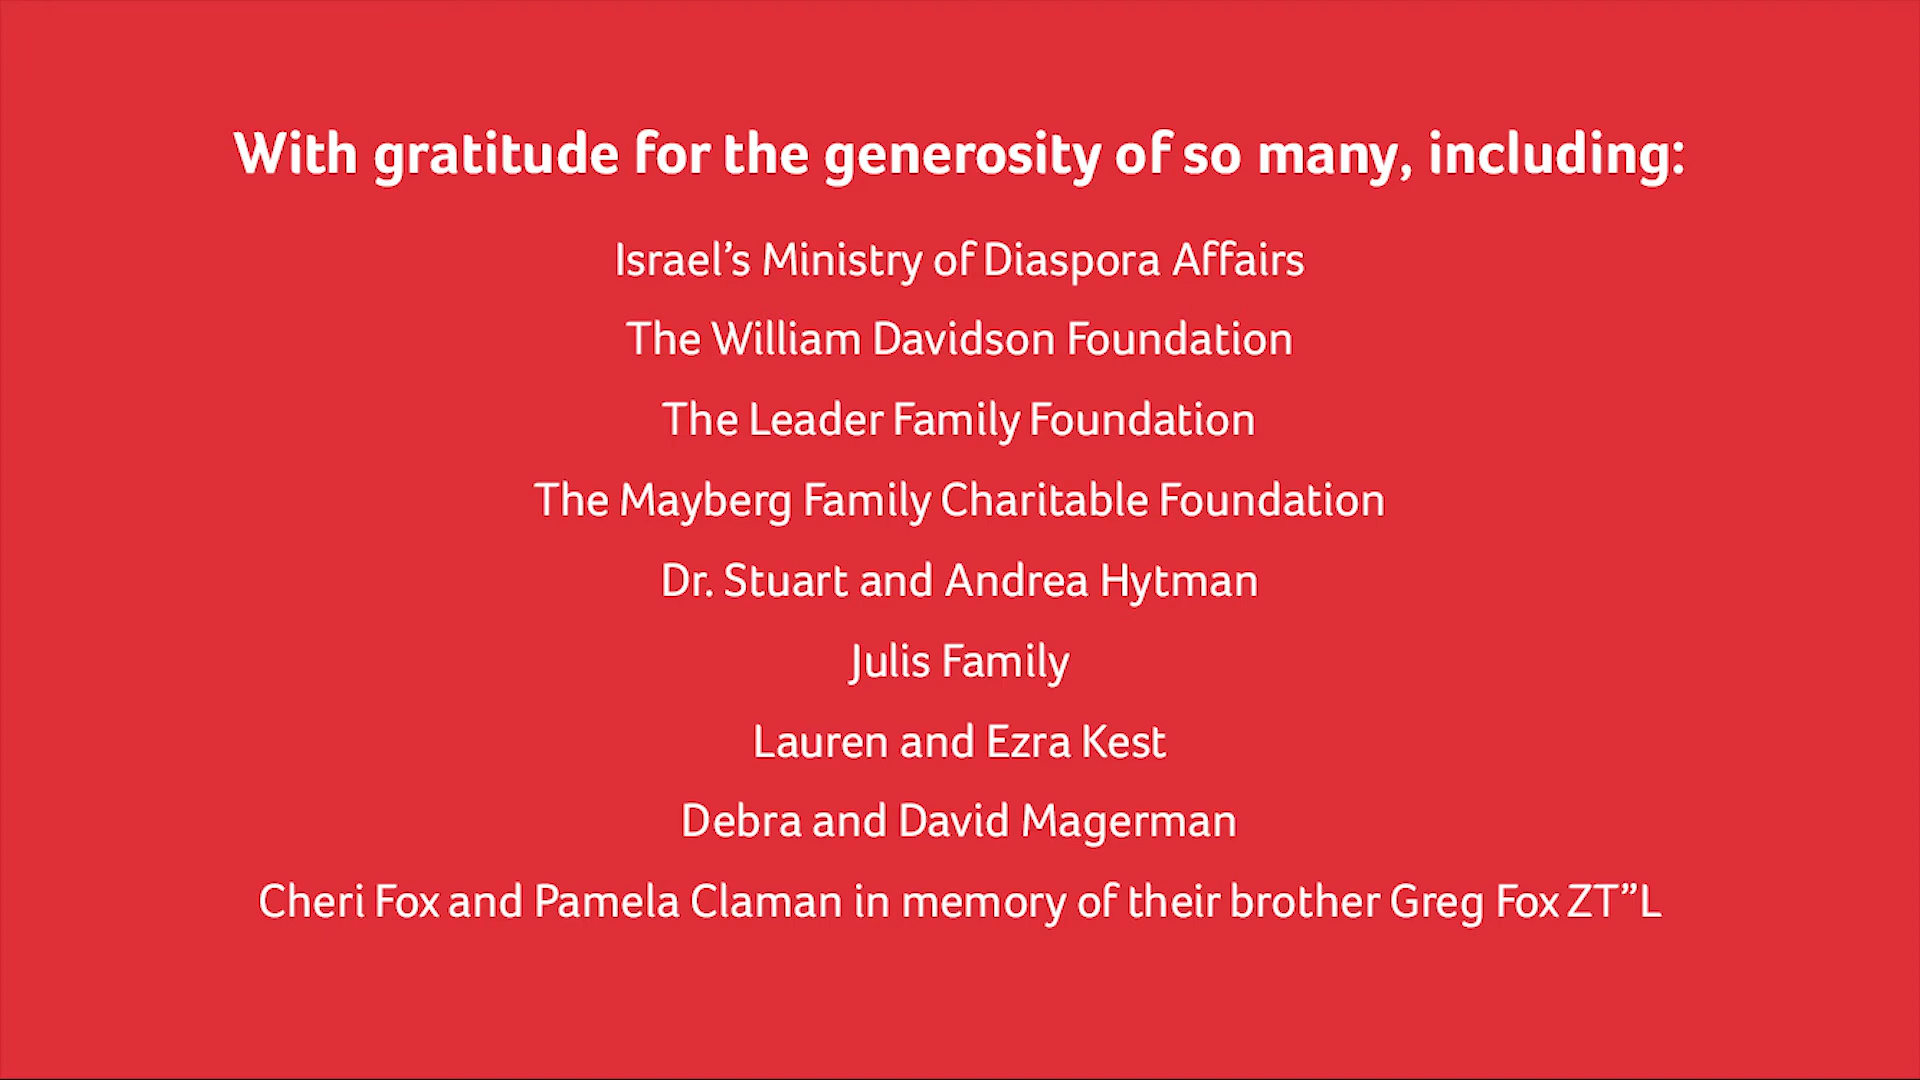 With gratitude for the generosity of so many, including:
Israel’s Ministry of Diaspora Affairs
The William Davidson Foundation
The Leader Family Foundation
The Mayberg Family Charitable Foundation
Dr. Stuart and Andrea Hytman
Julis Family
Lauren and Ezra Kest
Debra and David Magerman
Cheri Fox and Pamela Claman in memory of their brother Greg Fox ZT”L